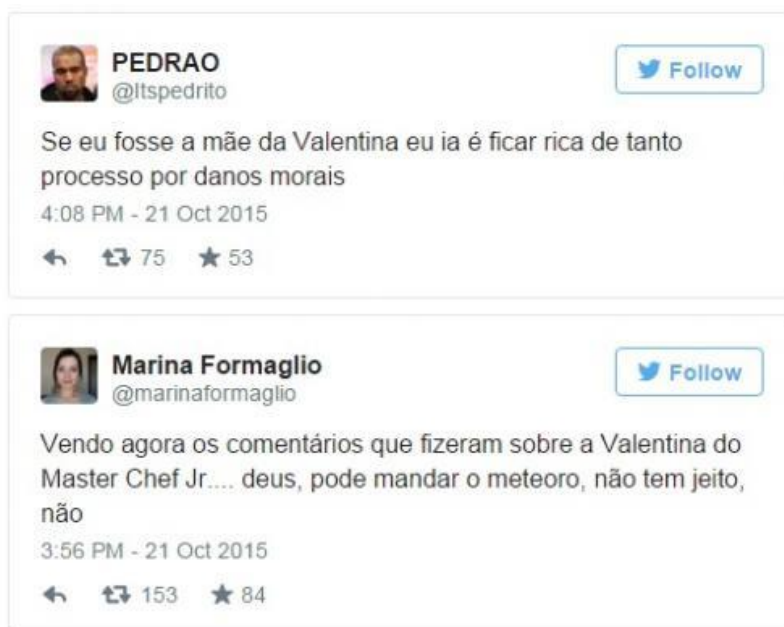 PEDRAO
@Itspedrito
Follow
Se eu fosse a mãe da Valentina eu ia é ficar rica de tanto
processo por danos morais
4:08 PM - 21 Oct 2015
75 53
Marina Formaglio
@marinaformaglio
Follow
Vendo agora os comentários que fizeram sobre a Valentina do
Master Chef Jr.... deus, pode mandar o meteoro, não tem jeito,
não
3:56 PM - 21 Oct 2015
153 84